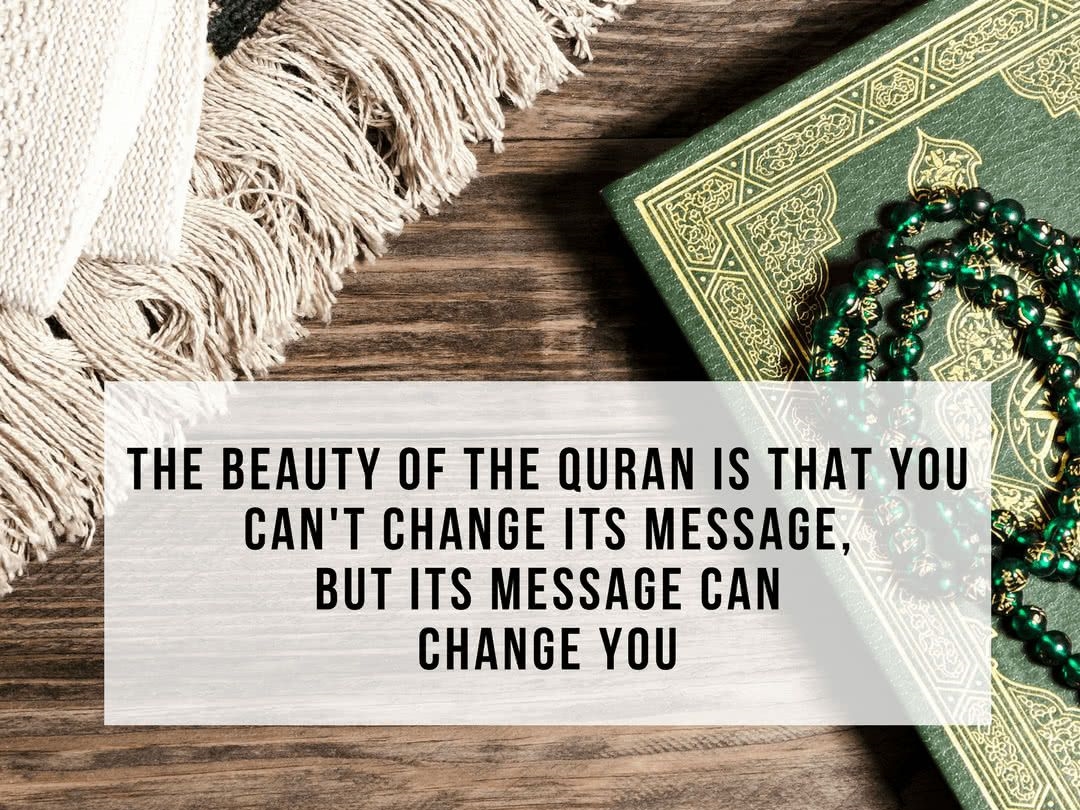 THE BEAUTY OF THE QURAN IS THAT YOU
CAN'T CHANGE ITS MESSAGE,
BUT ITS MESSAGE CAN
CHANGE YOU